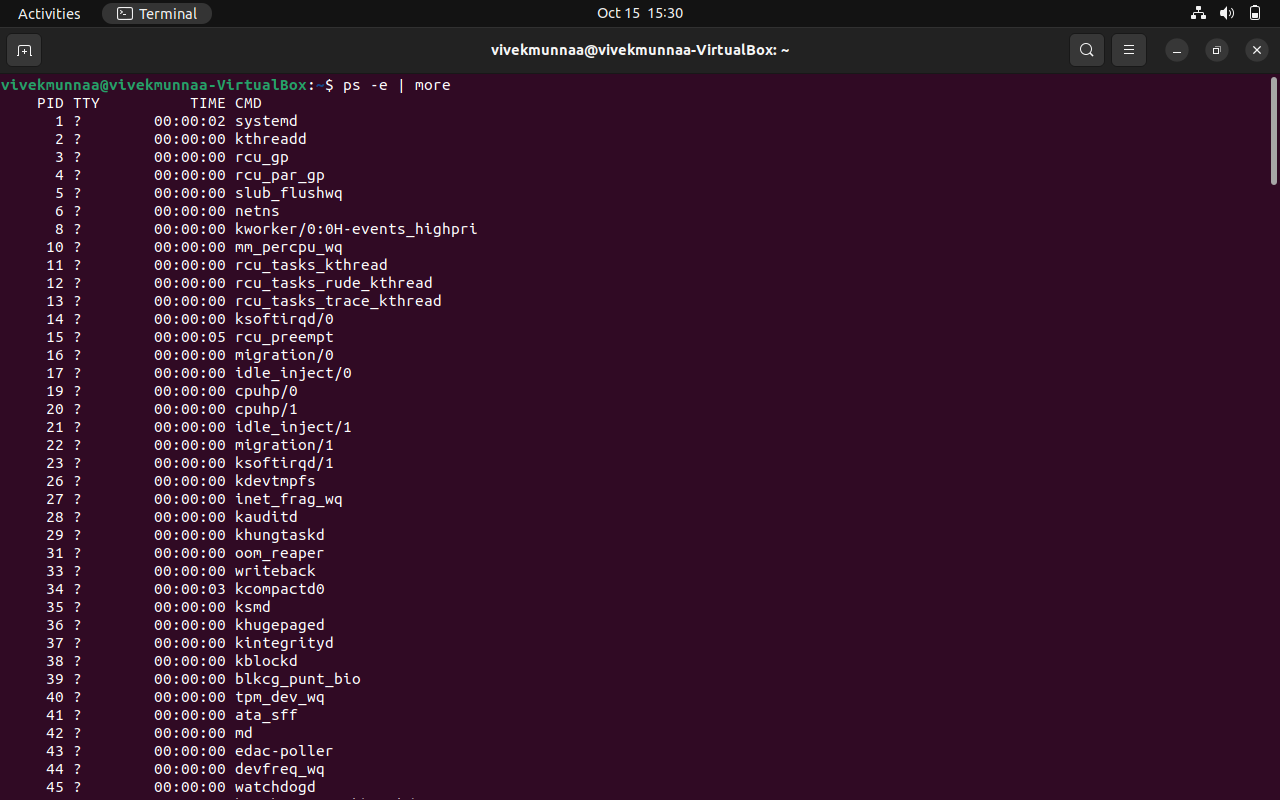 Activities Terminal Oct 15 15:30
vivekmunnaa@vivekmunnaa-VirtualBox: ~
vivekmunnaa@vivekmunnaa-VirtualBox:~$ ps -e | more
PID TTY TIME CMD
1 ? 00:00:02 systemd
2 ? 00:00:00 kthreadd
3 ? 00:00:00 rcu_gp
4 ? 00:00:00 rcu_par_gp
5 ? 00:00:00 slub_flushwq
6 ? 00:00:00 netns
8 ? 00:00:00 kworker/0:0H-events_highpri
10 ? 00:00:00 mm_percpu_wq
11 ? 00:00:00 rcu_tasks_kthread
12 ? 00:00:00 rcu_tasks_rude_kthread
13 ? 00:00:00 rcu_tasks_trace_kthread
14 ? 00:00:00 ksoftirqd/0
15 ? 00:00:05 rcu_preempt
16 ? 00:00:00 migration/0
17 ? 00:00:00 idle_inject/0
19 ? 00:00:00 cpuhp/0
20 ? 00:00:00 cpuhp/1
21 ? 00:00:00 idle_inject/1
22 ? 00:00:00 migration/1
23 ? 00:00:00 ksoftirqd/1
26 ? 00:00:00 kdevtmpfs
27 ? 00:00:00 inet_frag_wq
28 ? 00:00:00 kauditd
29 ? 00:00:00 khungtaskd
31 ? 00:00:00 oom_reaper
33 ? 00:00:00 writeback
34 ? 00:00:03 kcompactd0
35 ? 00:00:00 ksmd
36 ? 00:00:00 khugepaged
37 ? 00:00:00 kintegrityd
38 ? 00:00:00 kblockd
39 ? 00:00:00 blkcg_punt_bio
40 ? 00:00:00 tpm_dev_wq
41 ? 00:00:00 ata_sff
42 ? 00:00:00 md
43 ? 00:00:00 edac-poller
44 ? 00:00:00 devfreq_wq
45 ? 00:00:00 watchdogd